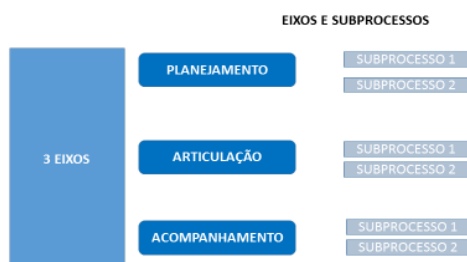 EIXOS E SUBPROCESSOS
3 EIXOS
PLANEJAMENTO
SUBPROCESSO 1
SUBPROCESSO 2
ARTICULAÇÃO
SUBPROCESSO 1
SUBPROCESSO 2
ACOMPANHAMENTO
SUBPROCESSO 1
SUBPROCESSO 2